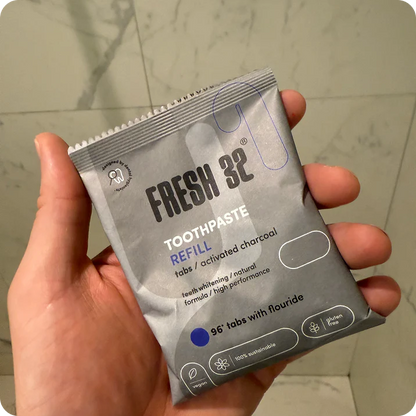 FRESH 32®
TOOTHPASTE
REFILL
tabs / activated charcoal
teeth whitening / natural
formula / high performance
96* tabs with flouride
vegan
100% sustainable
gluten
free